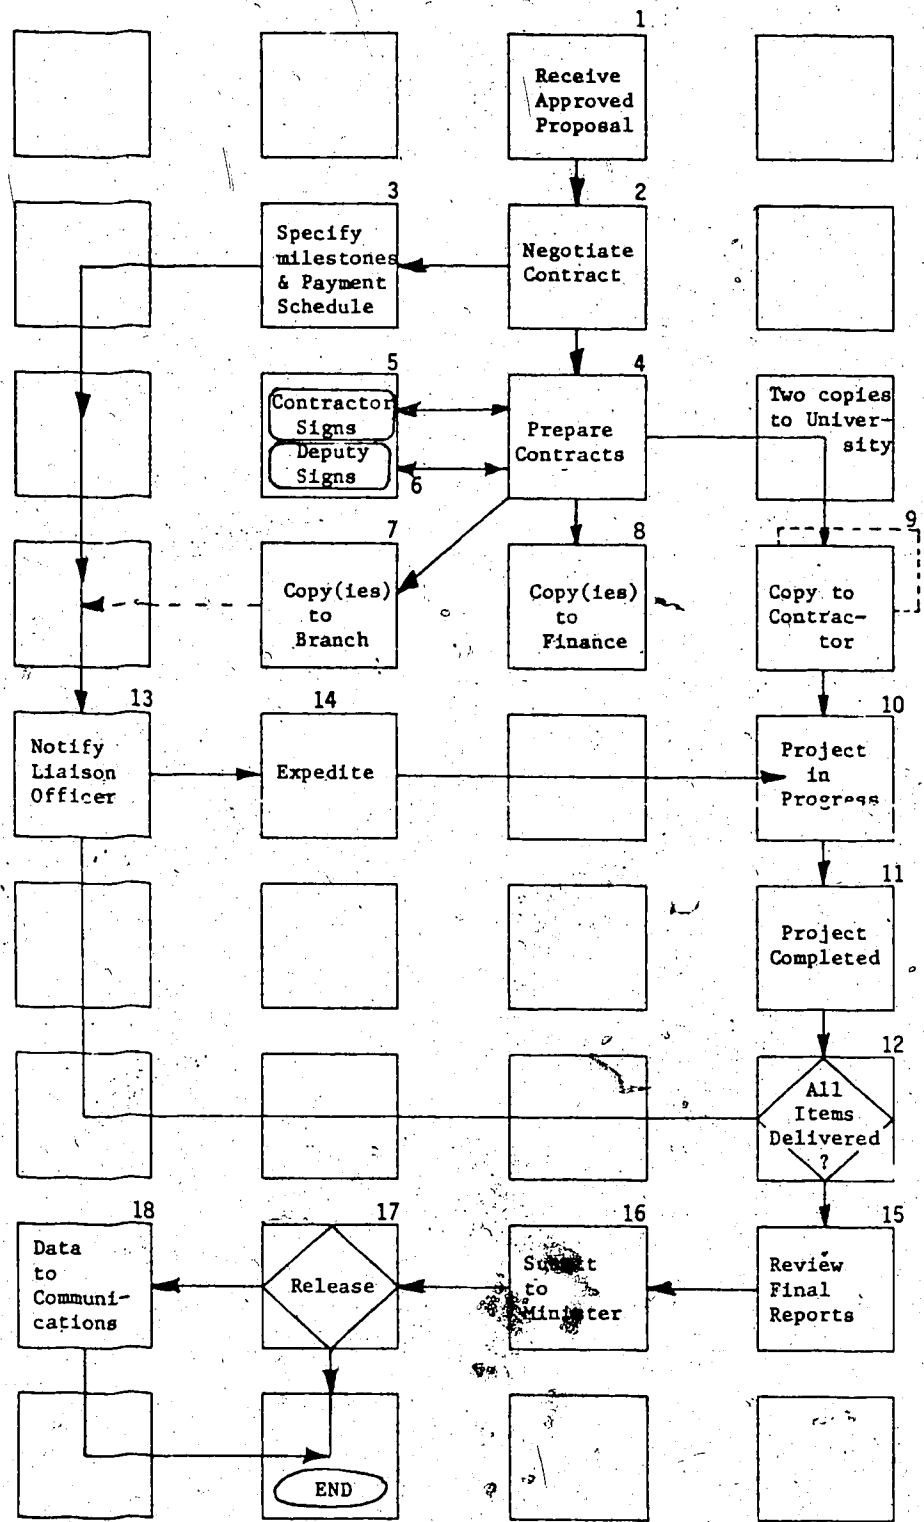 1
Receive
Approved
Proposal
3
Specify
milestones
& Payment
Schedule
2
Negotiate
Contract
5
Contractor
Signs
Deputy
Signs
6
4
Prepare
Contracts
Two copies
to Univer-
sity
7
Copy(ies)
to
Branch
8
Copy(ies)
to
Finance
9
Copy to
Contrac-
tor
13
Notify
Liaison
Officer
14
Expedite
10
Project
in
Progress
11
Project
Completed
12
All
Items
Delivered
?
18
Data
to
Communi-
cations
17
Release
16
Submit
to
Minister
15
Review
Final
Reports
END